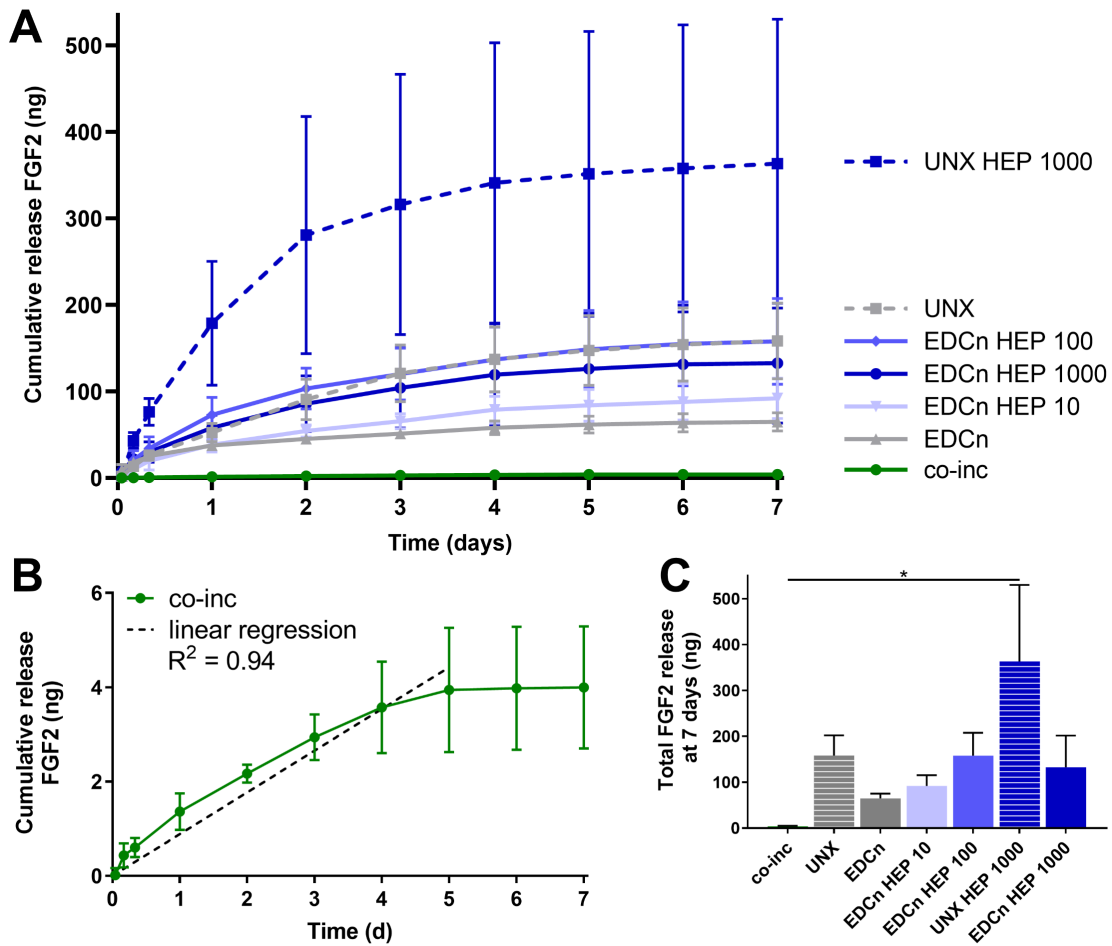 A
Cumulative release FGF2 (ng)
500
400
300
200
100
0
0 1 2 3 4 5 6 7
Time (days)
UNX HEP 1000
UNX
EDCn HEP 100
EDCn HEP 1000
EDCn HEP 10
EDCn
co-inc
B
Cumulative release
FGF2 (ng)
6
4
2
0
0 1 2 3 4 5 6 7
Time (d)
co-inc
linear regression
R² = 0.94
C
Total FGF2 release
at 7 days (ng)
500
400
300
200
100
0
*
co-inc
UNX
EDCn
EDCn HEP 10
EDCn HEP 100
UNX HEP 1000
EDCn HEP 1000